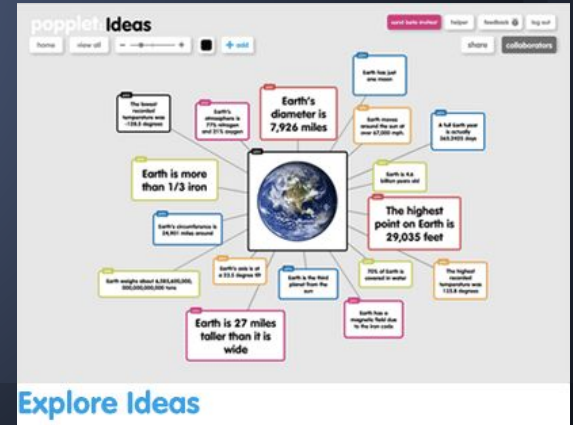 popplet: Ideas
send beta invites!
helper
feedback
log out
home
view all
+ add
share
collaborators
Earth has just
one moon
The lowest
recorded
temperature was
-128.5 degrees
Earth's
atmosphere is
77% nitrogen
and 21% oxygen
Earth's
diameter is
7,926 miles
Earth moves
around the sun at
over 67,000 mph.
A full Earth year
is actually
365.2425 days
Earth is more
than 1/3 iron
Earth is 4.6
billion years old
The highest
point on Earth is
29,035 feet
Earth's circumference is
24,901 miles around
Earth weighs about 6,585,600,000,
000,000,000,000 tons
Earth's axis is at
a 23.5 degree tilt
Earth is the third
planet from the
sun
70% of Earth is
covered in water
The highest
recorded
temperature was
135.8 degrees
Earth is 27 miles
taller than it is
wide
Earth has a
magnetic field due
to the iron
Explore Ideas